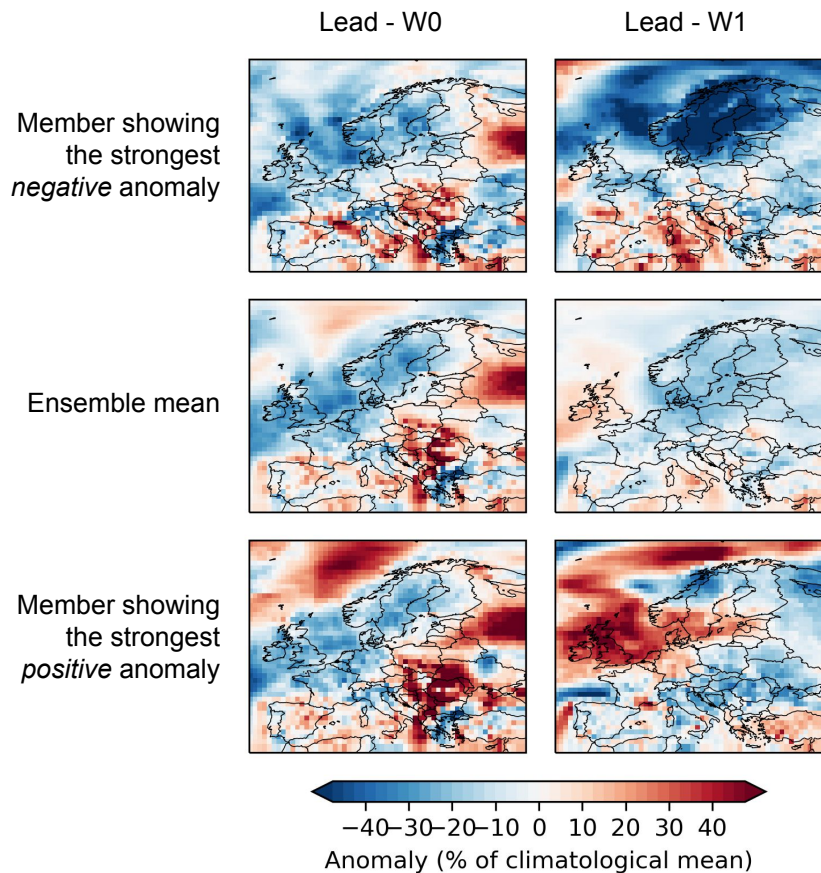 Lead - W0
Lead - W1
Member showing
the strongest
negative anomaly
Ensemble mean
Member showing
the strongest
positive anomaly
−40−30−20−10 0 10 20 30 40
Anomaly (% of climatological mean)